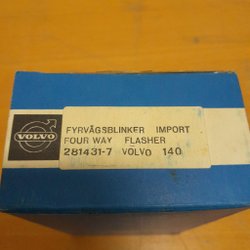 VOLVO
FYRVÄGSBLINKER IMPORT
FOUR WAY FLASHER
281431-7 VOLVO 140